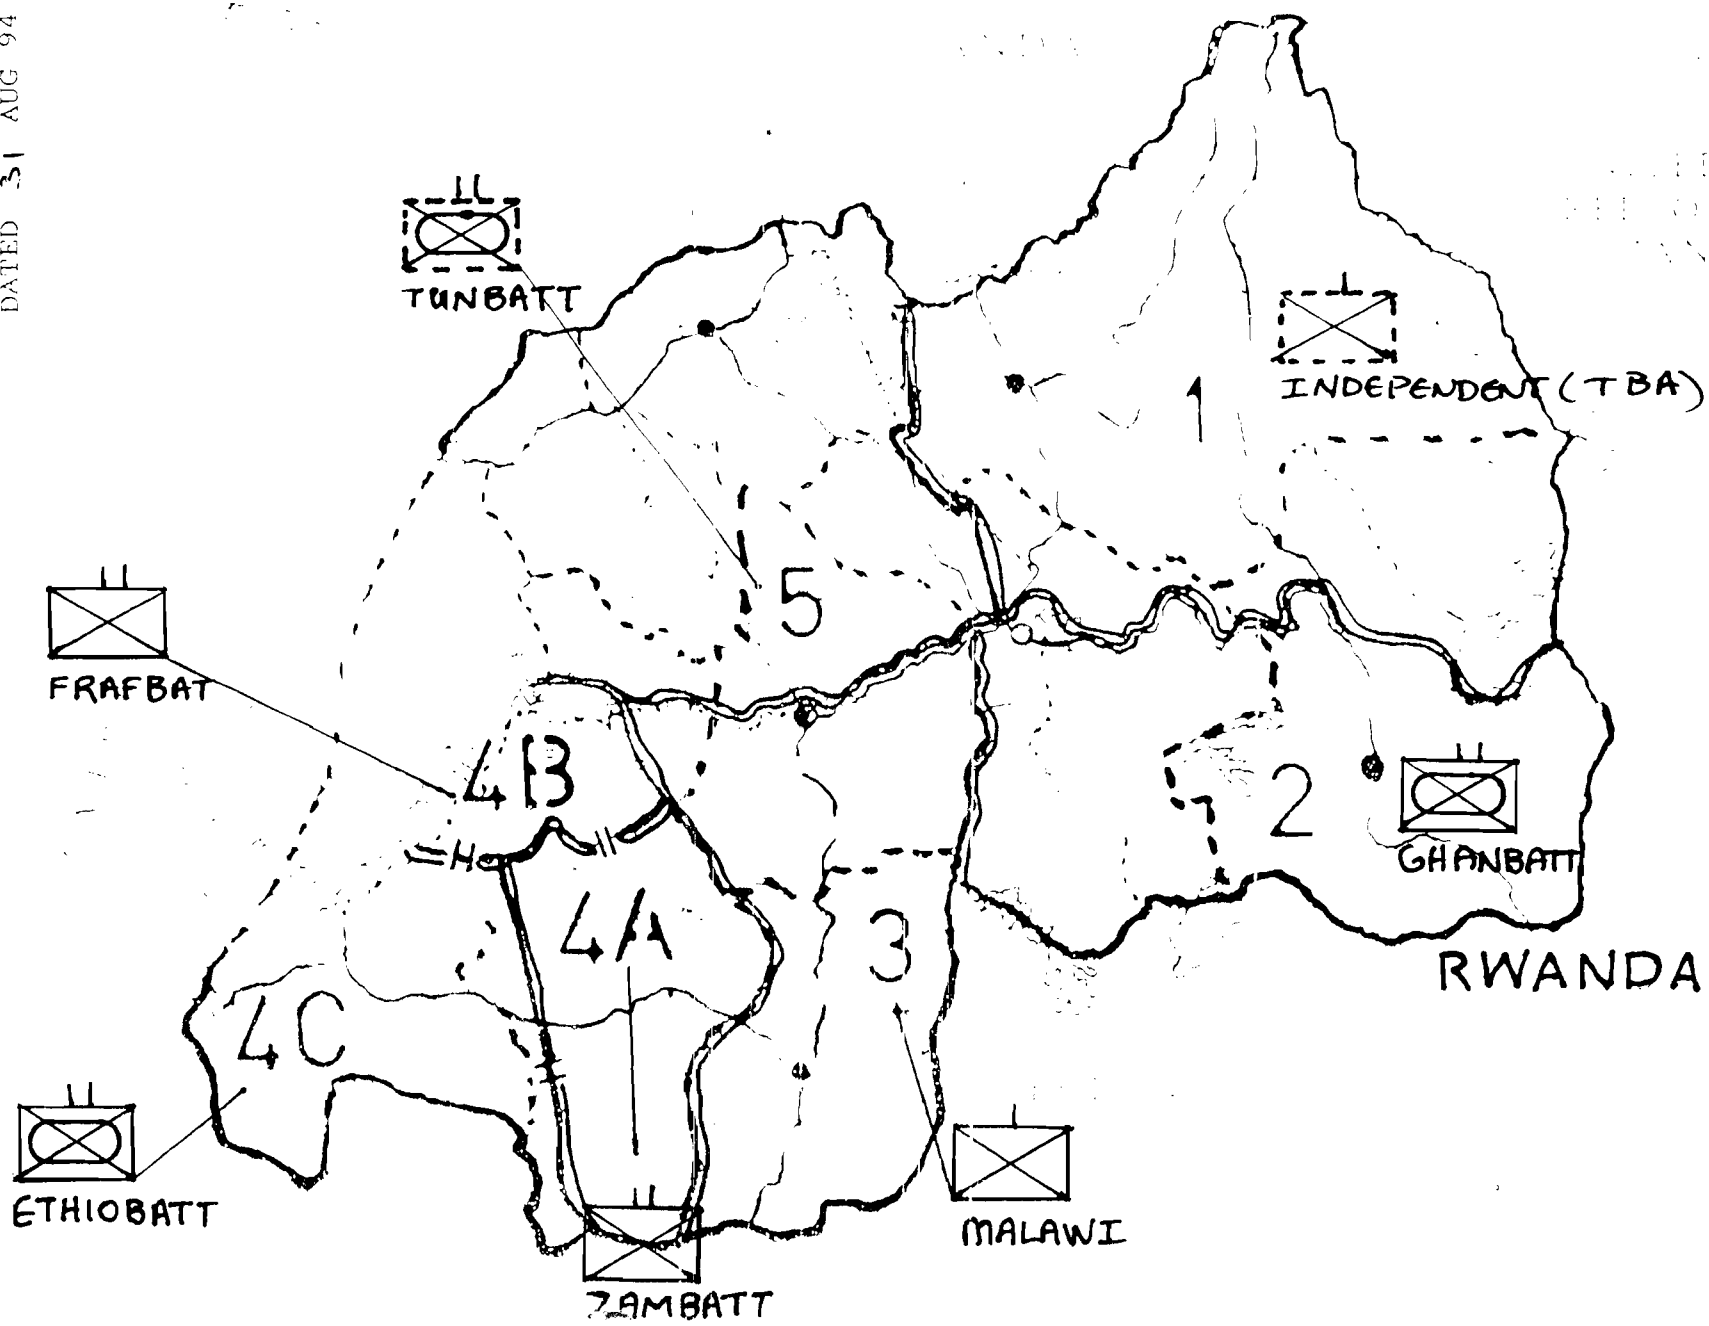 DATED 31 AUG 94
TUNBATT
INDEPENDENT (TBA)
1
5
FRAFBAT
4B
2
GHANBATT
4A
3
RWANDA
4C
ETHIOBATT
MALAWI
ZAMBATT